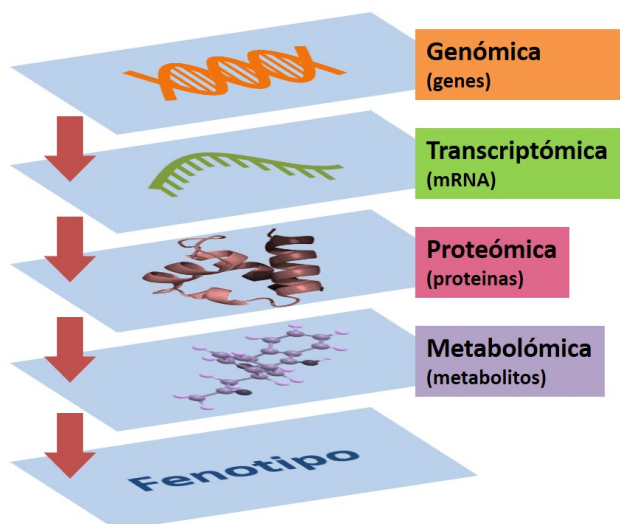 Genómica
(genes)
Transcriptómica
(mRNA)
Proteómica
(proteinas)
Metabolómica
(metabolitos)
Fenotipo